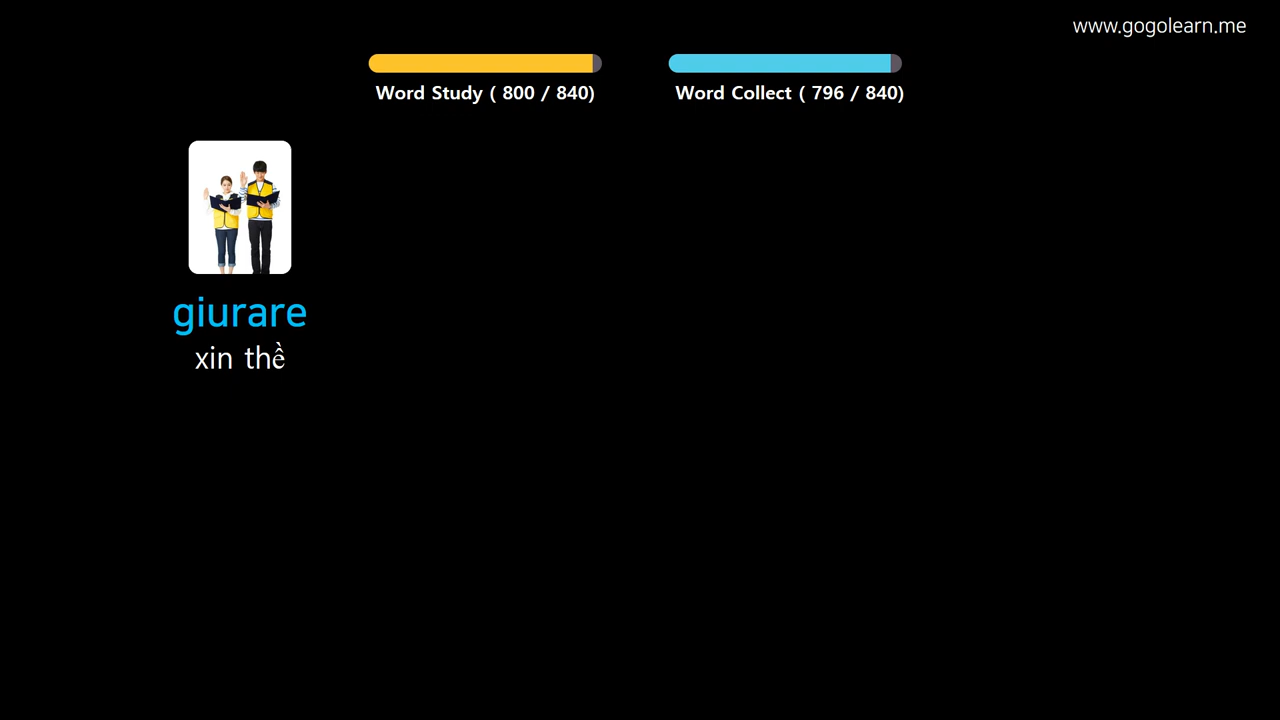 www.gogolearn.me
Word Study ( 800 / 840)
Word Collect ( 796 / 840)
giurare
xin thề